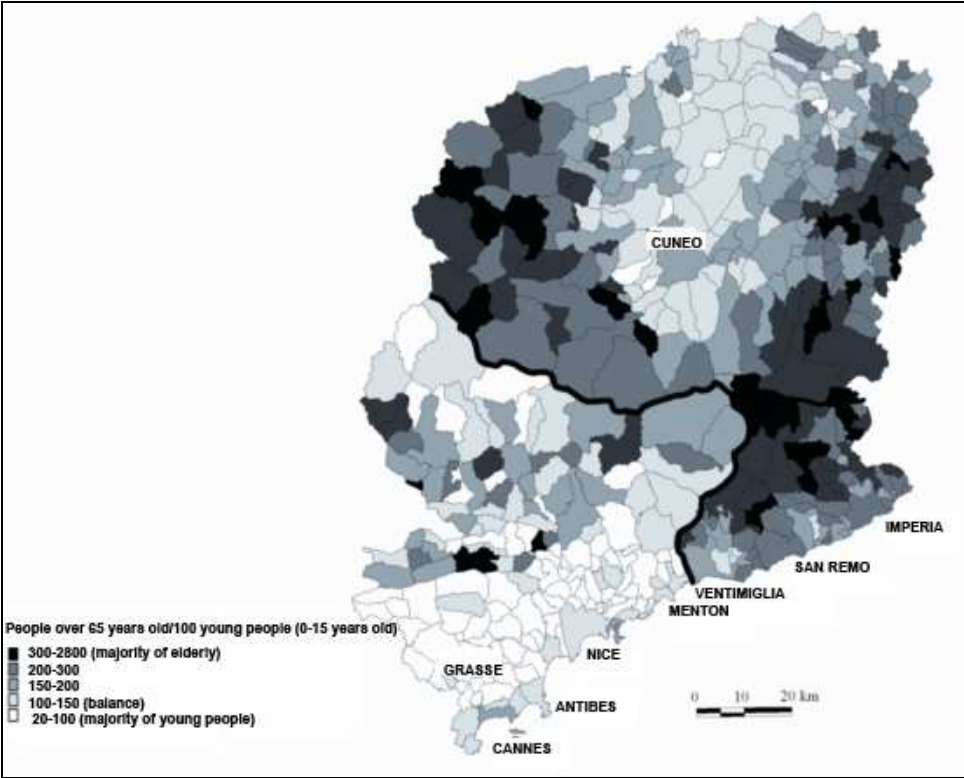 CUNEO
IMPERIA
SAN REMO
VENTIMIGLIA
MENTON
People over 65 years old/100 young people (0-15 years old)
300-2800 (majority of elderly)
200-300
150-200
100-150 (balance)
20-100 (majority of young people)
NICE
GRASSE
ANTIBES
CANNES
0 10 20 km